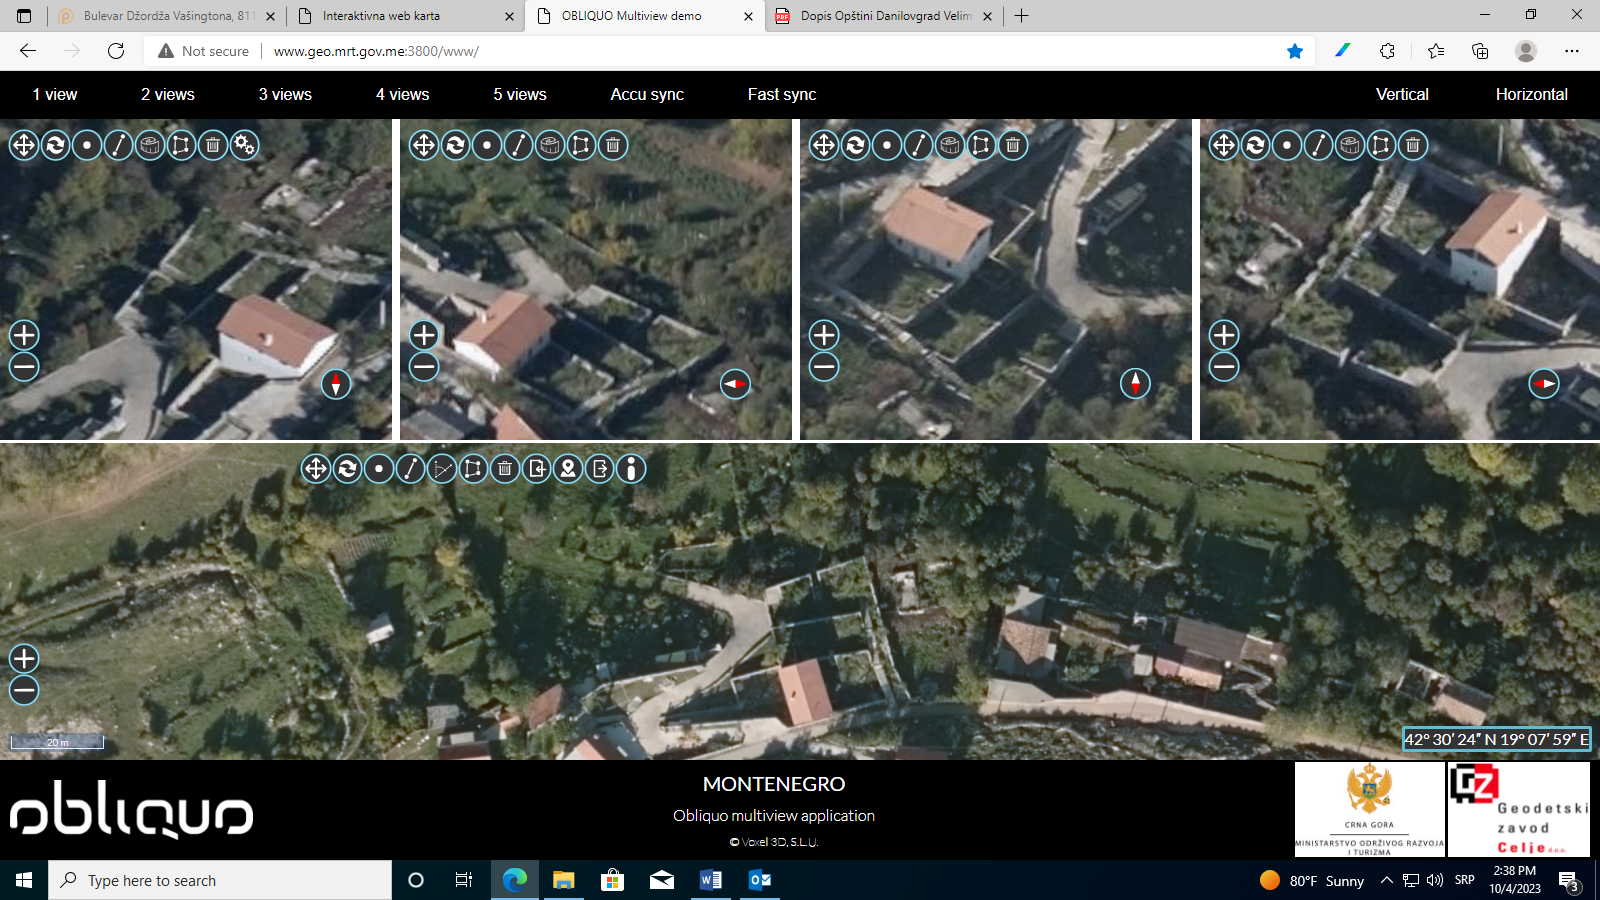 Bulevar Džordža Vašingtona, 811
Interaktivna web karta
OBLIQUO Multiview demo
PDF
Dopis Opštini Danilovgrad Velim
Not secure
www.geo.mrt.gov.me:3800/www/
1 view
2 views
3 views
4 views
5 views
Accu sync
Fast sync
Vertical
Horizontal
20 m
42° 30′ 24″ N 19° 07′ 59″ E
obliquo
MONTENEGRO
Obliquo multiview application
© Voxel 3D, S.L.U.
CRNA GORA
MINISTARSTVO ODRŽIVOG RAZVOJA
I TURIZMA
GZ
Geodetski
zavod
Celje d.o.o.
Type here to search
80°F Sunny
SRP
2:38 PM
10/4/2023
3